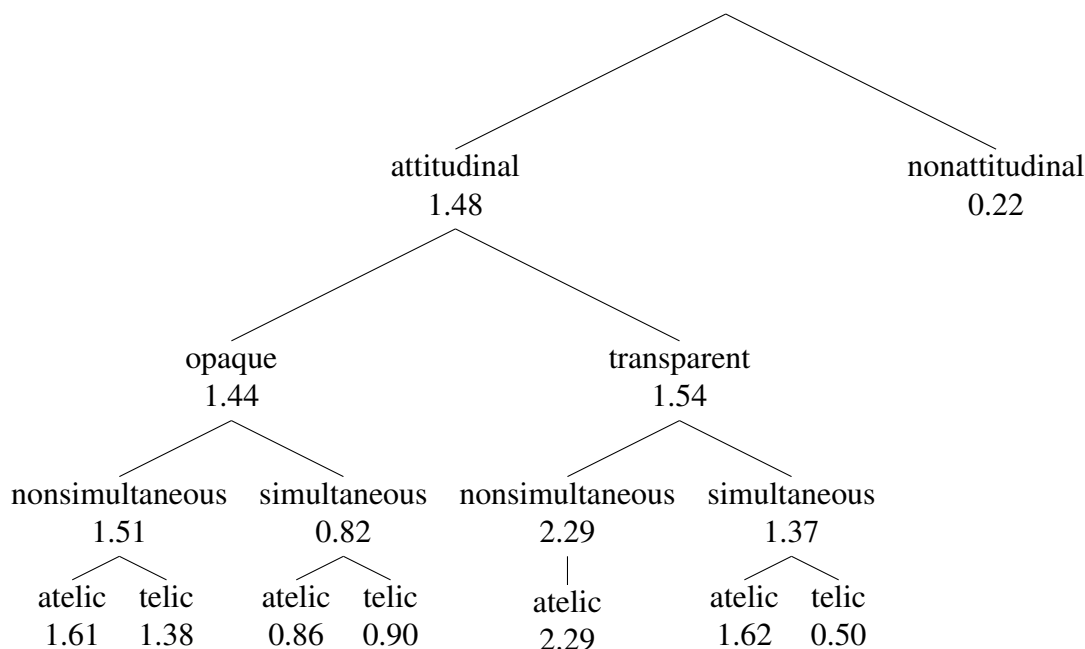 attitudinal nonattitudinal
1.48 0.22
opaque transparent
1.44 1.54
nonsimultaneous simultaneous nonsimultaneous simultaneous
1.51 0.82 2.29 1.37
atelic telic atelic telic atelic atelic telic
1.61 1.38 0.86 0.90 2.29 1.62 0.50